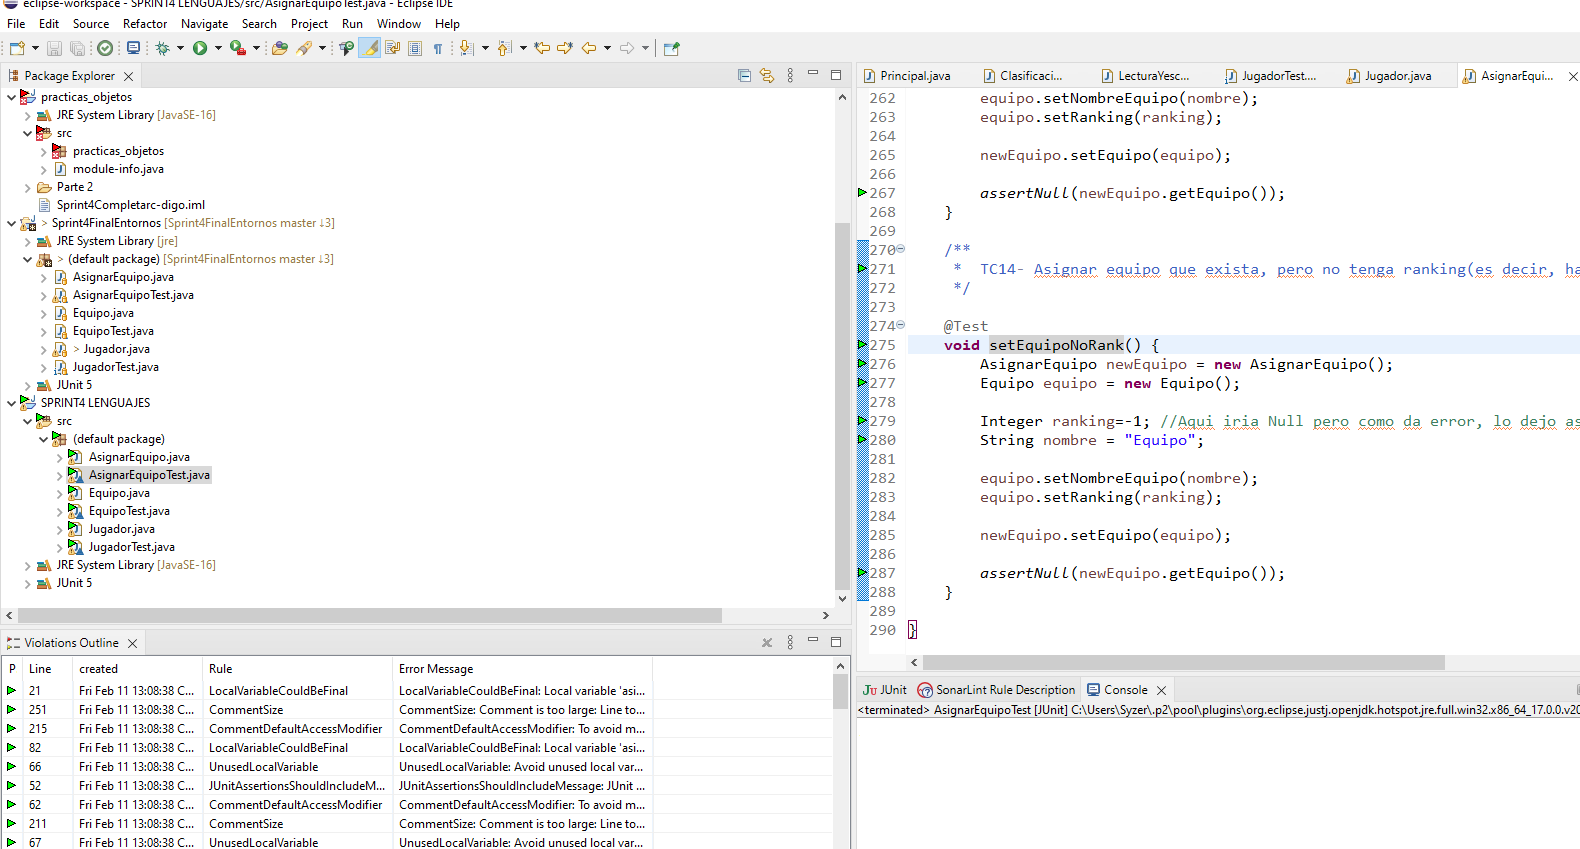 eclipse-workspace - SPRINT4 LENGUAJES/src/AsignarEquipoTest.java - Eclipse IDE
File Edit Source Refactor Navigate Search Project Run Window Help
Package Explorer
practicas_objetos
JRE System Library [JavaSE-16]
src
practicas_objetos
module-info.java
Parte 2
Sprint4Completarc-digo.iml
> Sprint4FinalEntornos [Sprint4FinalEntornos master ↓3]
JRE System Library [jre]
> (default package) [Sprint4FinalEntornos master ↓3]
AsignarEquipo.java
AsignarEquipoTest.java
Equipo.java
EquipoTest.java
> Jugador.java
JugadorTest.java
JUnit 5
SPRINT4 LENGUAJES
src
(default package)
AsignarEquipo.java
AsignarEquipoTest.java
Equipo.java
EquipoTest.java
Jugador.java
JugadorTest.java
JRE System Library [JavaSE-16]
JUnit 5
Violations Outline
P Line created Rule Error Message
21 Fri Feb 11 13:08:38 C... LocalVariableCouldBeFinal LocalVariableCouldBeFinal: Local variable 'asi...
251 Fri Feb 11 13:08:38 C... CommentSize CommentSize: Comment is too large: Line to...
215 Fri Feb 11 13:08:38 C... CommentDefaultAccessModifier CommentDefaultAccessModifier: To avoid m...
82 Fri Feb 11 13:08:38 C... LocalVariableCouldBeFinal LocalVariableCouldBeFinal: Local variable 'asi...
66 Fri Feb 11 13:08:38 C... UnusedLocalVariable UnusedLocalVariable: Avoid unused local var...
52 Fri Feb 11 13:08:38 C... JUnitAssertionsShouldIncludeM... JUnitAssertionsShouldIncludeMessage: JUnit ...
62 Fri Feb 11 13:08:38 C... CommentDefaultAccessModifier CommentDefaultAccessModifier: To avoid m...
211 Fri Feb 11 13:08:38 C... CommentSize CommentSize: Comment is too large: Line to...
67 Fri Feb 11 13:08:38 C... UnusedLocalVariable UnusedLocalVariable: Avoid unused local var...
Principal.java Clasificaci... LecturaYesc... JugadorTest.... Jugador.java AsignarEqui...
262 equipo.setNombreEquipo(nombre);
263 equipo.setRanking(ranking);
264
265 newEquipo.setEquipo(equipo);
266
267 assertNull(newEquipo.getEquipo());
268 }
269
270 /**
271 * TC14- Asignar equipo que exista, pero no tenga ranking(es decir, ha
272 */
273
274 @Test
275 void setEquipoNoRank() {
276 AsignarEquipo newEquipo = new AsignarEquipo();
277 Equipo equipo = new Equipo();
278
279 Integer ranking=-1; //Aqui iria Null pero como da error, lo dejo as
280 String nombre = "Equipo";
281
282 equipo.setNombreEquipo(nombre);
283 equipo.setRanking(ranking);
284
285 newEquipo.setEquipo(equipo);
286
287 assertNull(newEquipo.getEquipo());
288 }
289
290 }
JUnit SonarLint Rule Description Console
<terminated> AsignarEquipoTest [JUnit] C:\Users\Syzer\.p2\pool\plugins\org.eclipse.justj.openjdk.hotspot.jre.full.win32.x86_64_17.0.0.v20